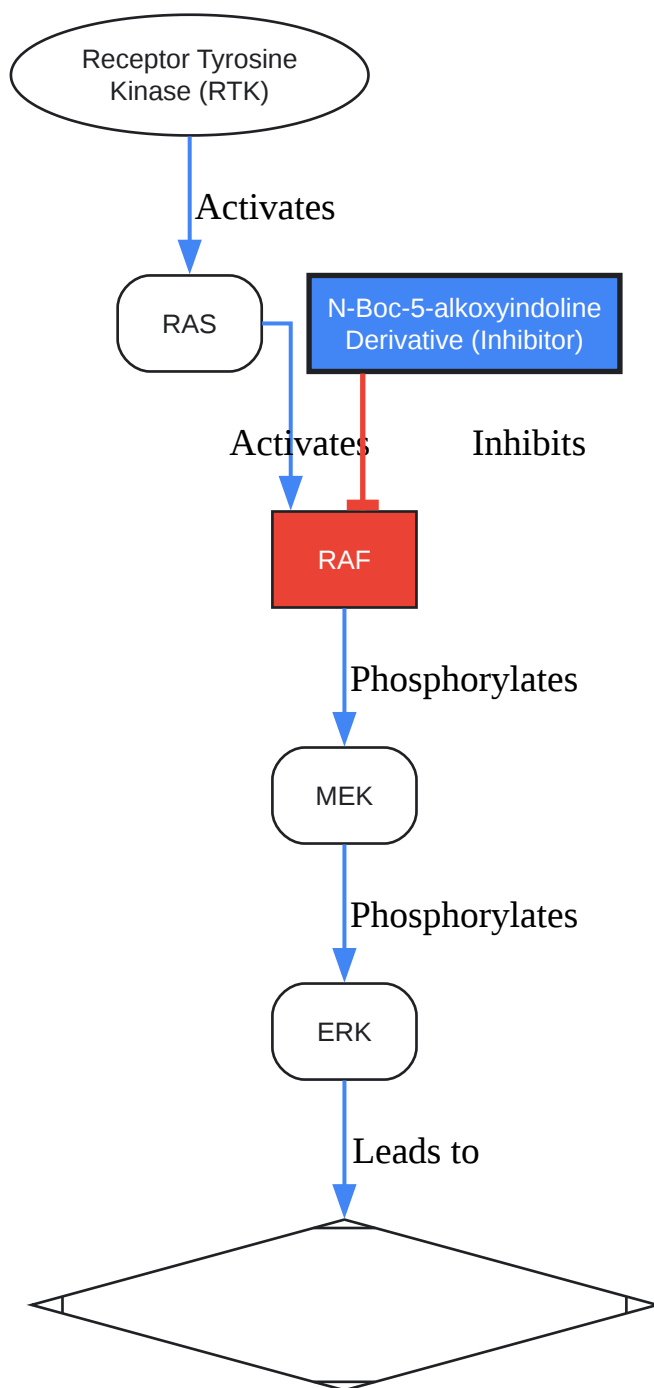 Receptor Tyrosine
Kinase (RTK)
Activates
RAS
N-Boc-5-alkoxyindoline
Derivative (Inhibitor)
Activates
Inhibits
RAF
Phosphorylates
MEK
Phosphorylates
ERK
Leads to